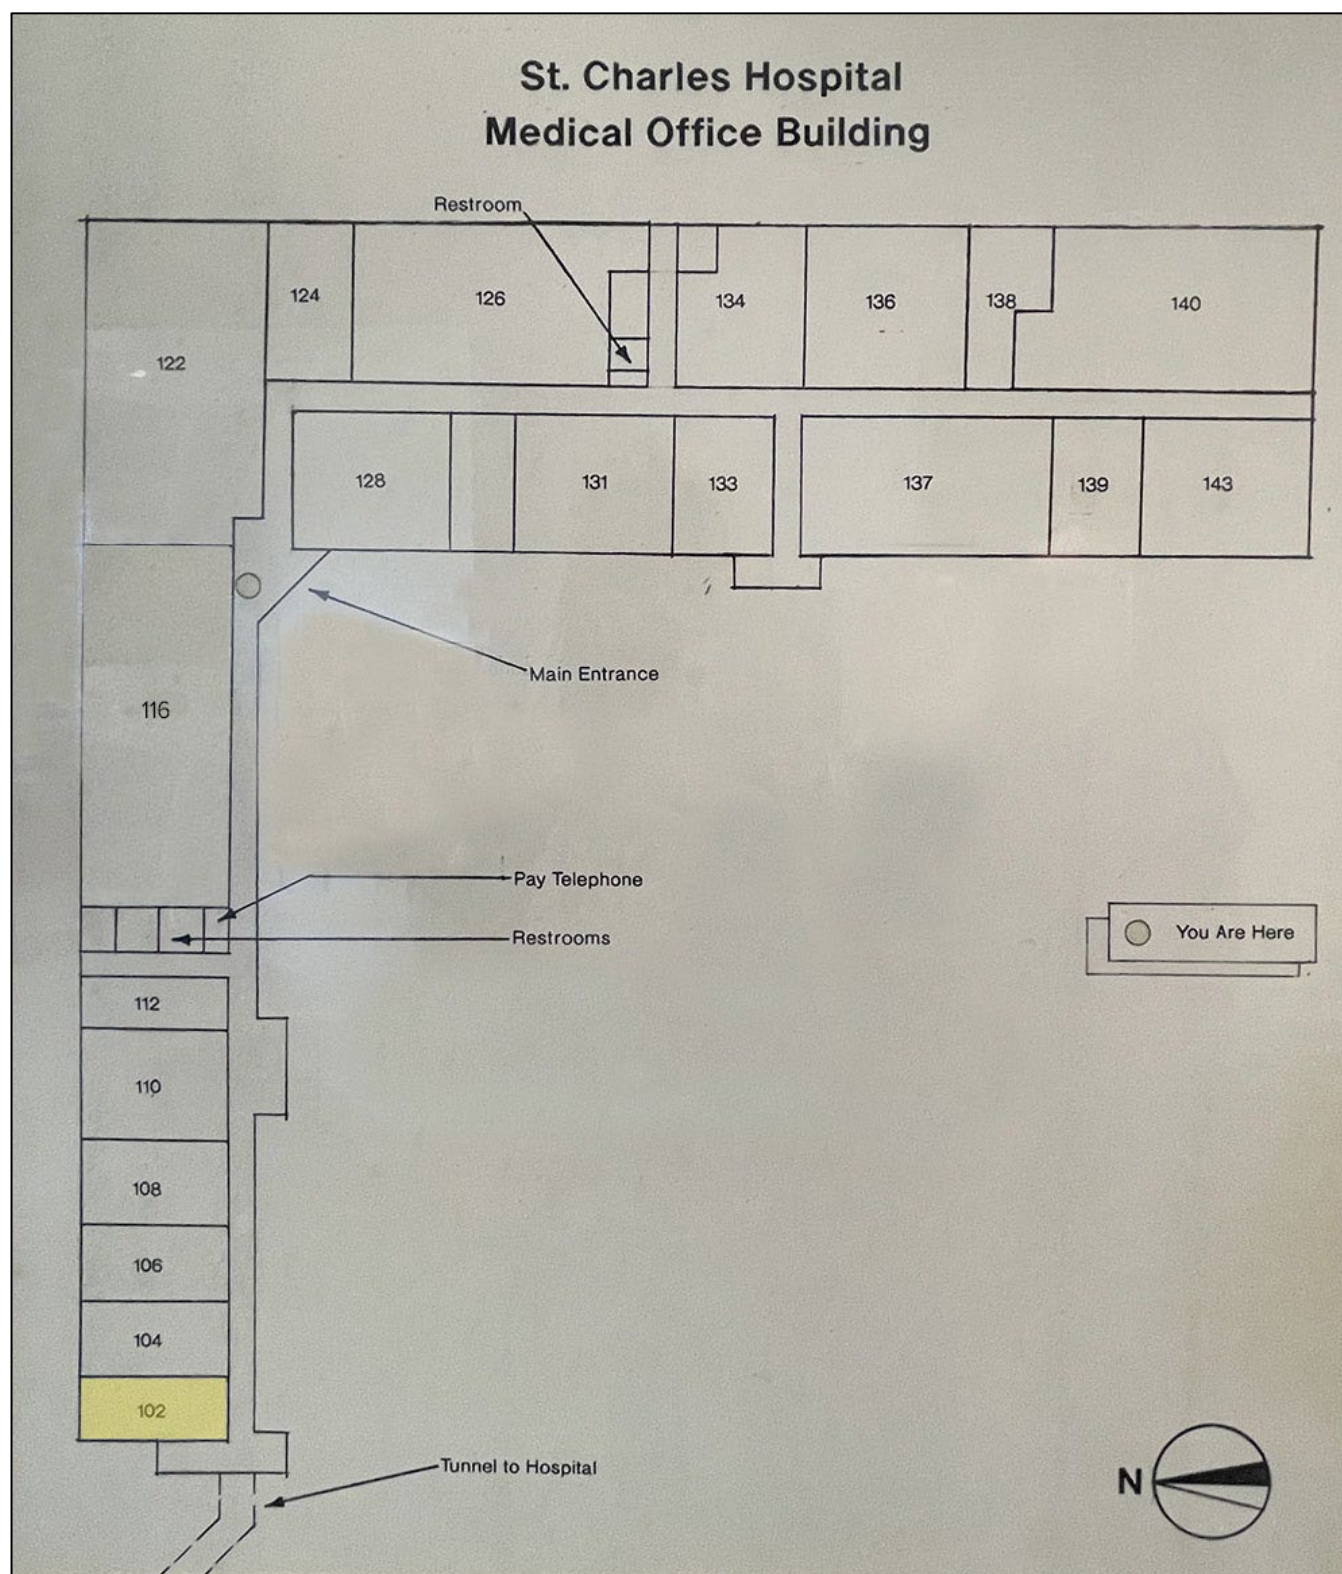 St. Charles Hospital
Medical Office Building
Restroom
124
126
134
136
138
140
122
128
131
133
137
139
143
Main Entrance
116
Pay Telephone
Restrooms
You Are Here
112
110
108
106
104
102
Tunnel to Hospital
N